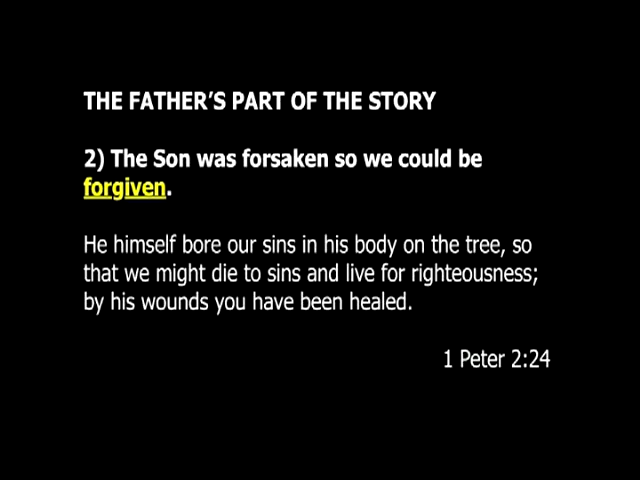 THE FATHER'S PART OF THE STORY
2) The Son was forsaken so we could be
forgiven.
He himself bore our sins in his body on the tree, so
that we might die to sins and live for righteousness;
by his wounds you have been healed.
1 Peter 2:24